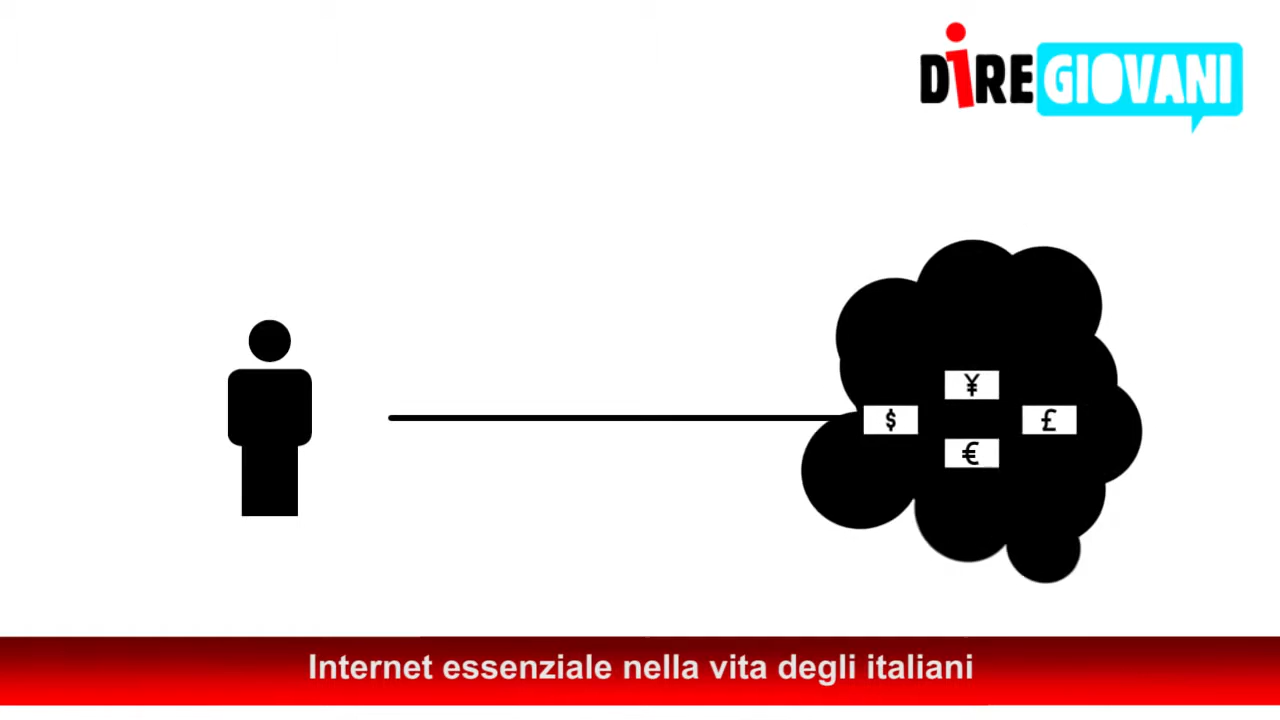 DiRE GIOVANI
¥
$ £
€
Internet essenziale nella vita degli italiani